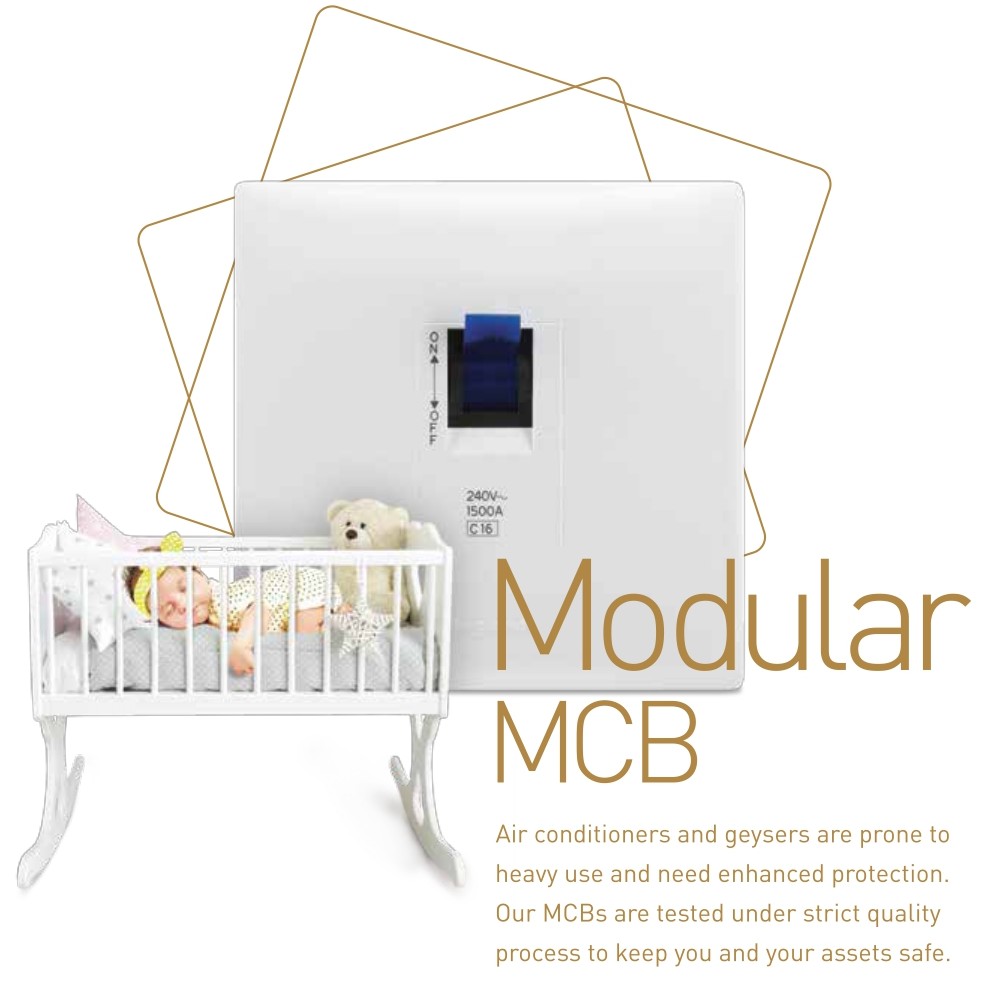 ON
OFF
240V~
1500A
C 16
Modular
MCB
Air conditioners and geysers are prone to
heavy use and need enhanced protection.
Our MCBs are tested under strict quality
process to keep you and your assets safe.